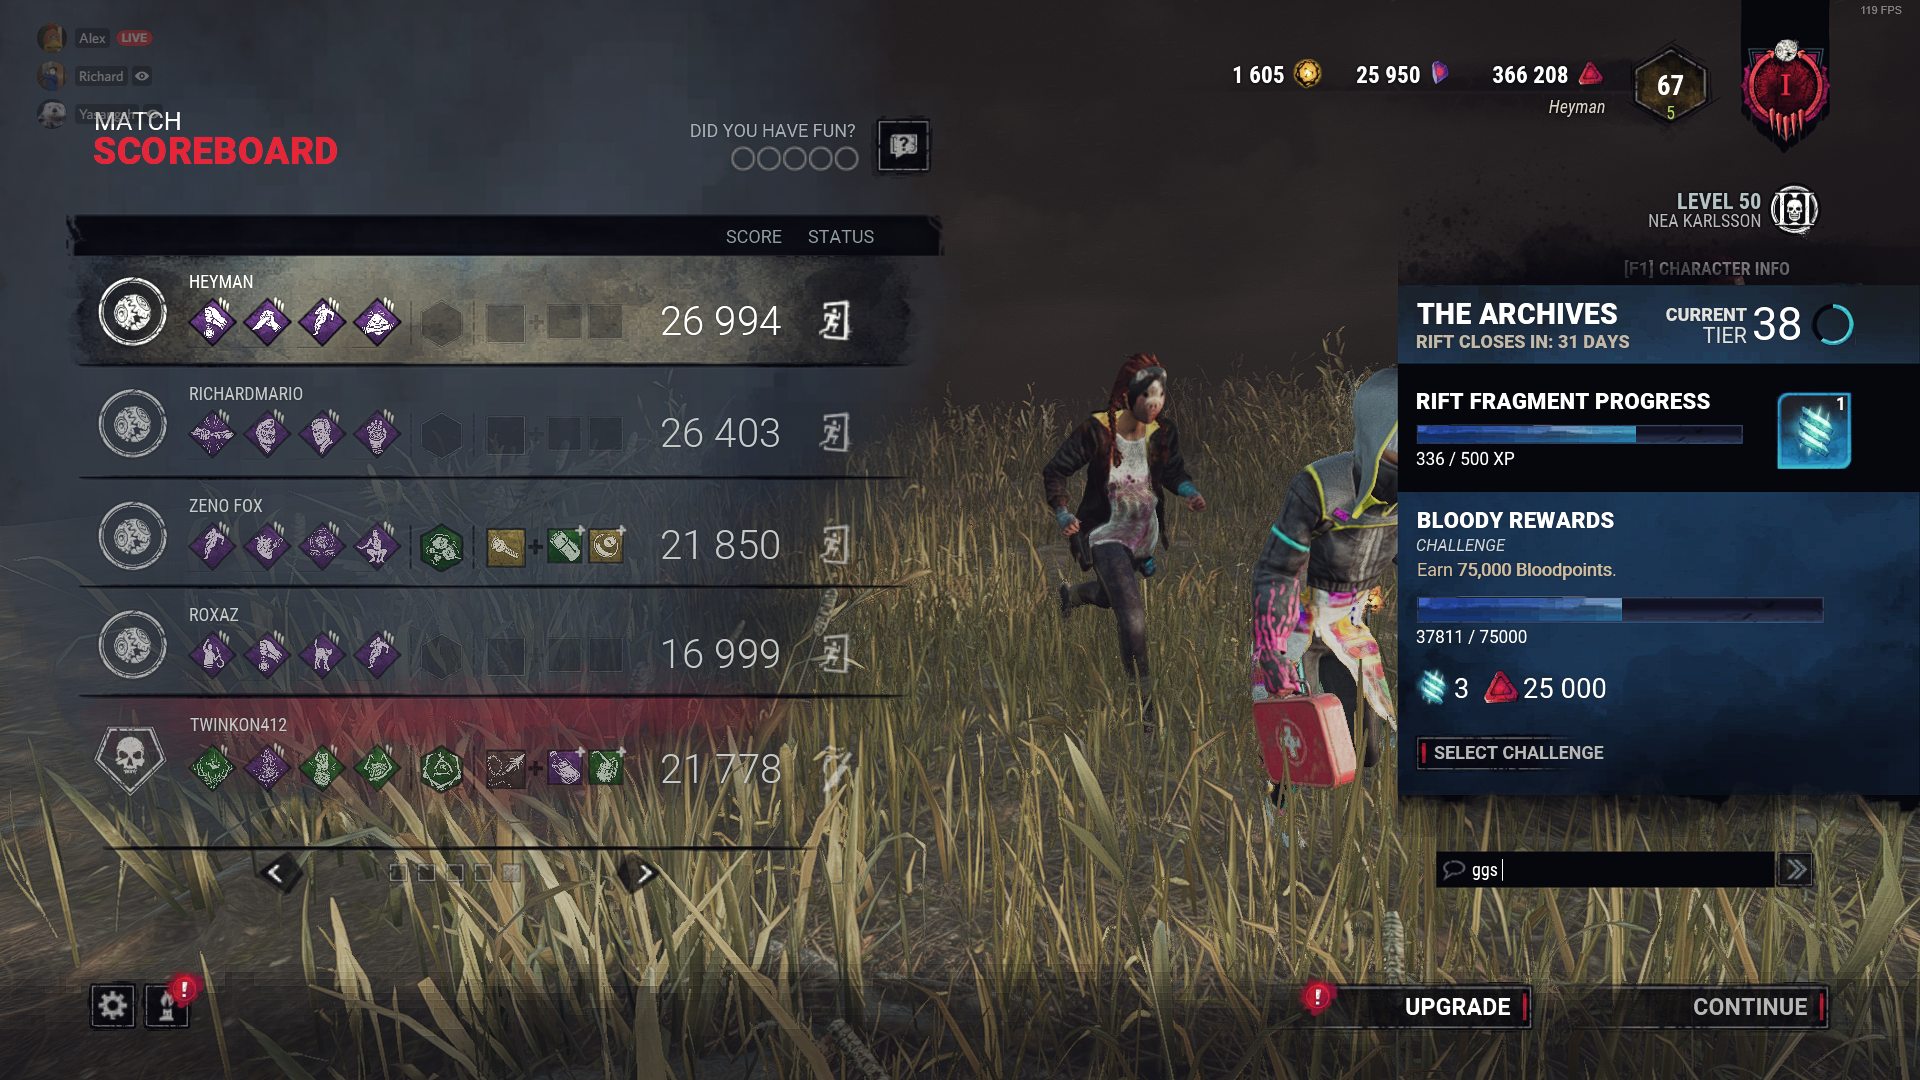 119 FPS
Alex LIVE
Richard
1 605 25 950 366 208
Heyman
67
5
I
MATCH
SCOREBOARD
DID YOU HAVE FUN?
LEVEL 50
NEA KARLSSON
[F1] CHARACTER INFO
SCORE STATUS
HEYMAN
26 994
RICHARDMARIO
26 403
ZENO FOX
21 850
ROXAZ
16 999
TWINKON412
21 778
THE ARCHIVES
RIFT CLOSES IN: 31 DAYS
CURRENT
TIER 38
RIFT FRAGMENT PROGRESS
1
336 / 500 XP
BLOODY REWARDS
CHALLENGE
Earn 75,000 Bloodpoints.
37811 / 75000
3 25 000
SELECT CHALLENGE
ggs
UPGRADE
CONTINUE